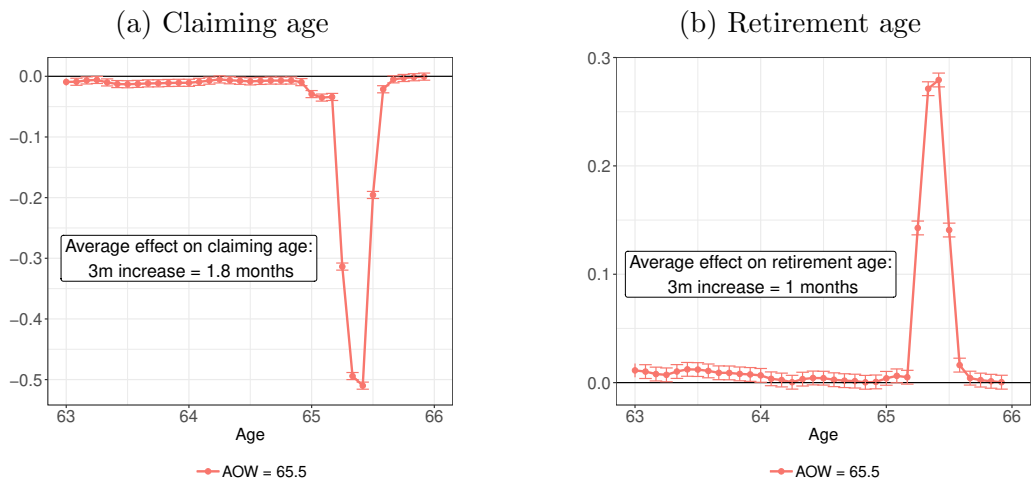 (a) Claiming age
0.0
−0.1
−0.2
−0.3
−0.4
−0.5
Average effect on claiming age:
3m increase = 1.8 months
63
64
65
66
Age
AOW = 65.5
(b) Retirement age
0.3
0.2
0.1
0.0
Average effect on retirement age:
3m increase = 1 months
63
64
65
66
Age
AOW = 65.5